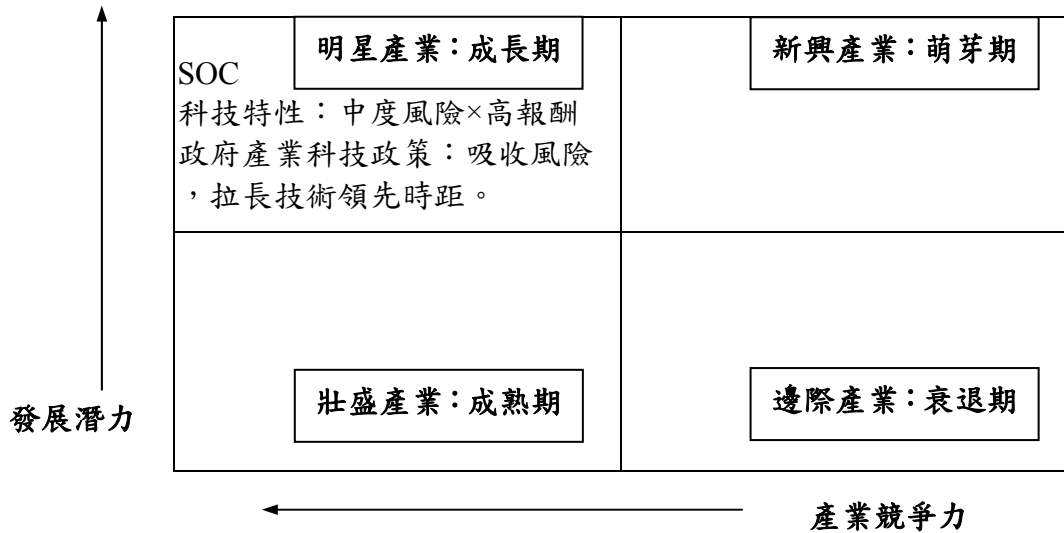 明星產業：成長期
新興產業：萌芽期
SOC
科技特性：中度風險×高報酬
政府產業科技政策：吸收風險
，拉長技術領先時距。
壯盛產業：成熟期
邊際產業：衰退期
發展潛力
產業競爭力